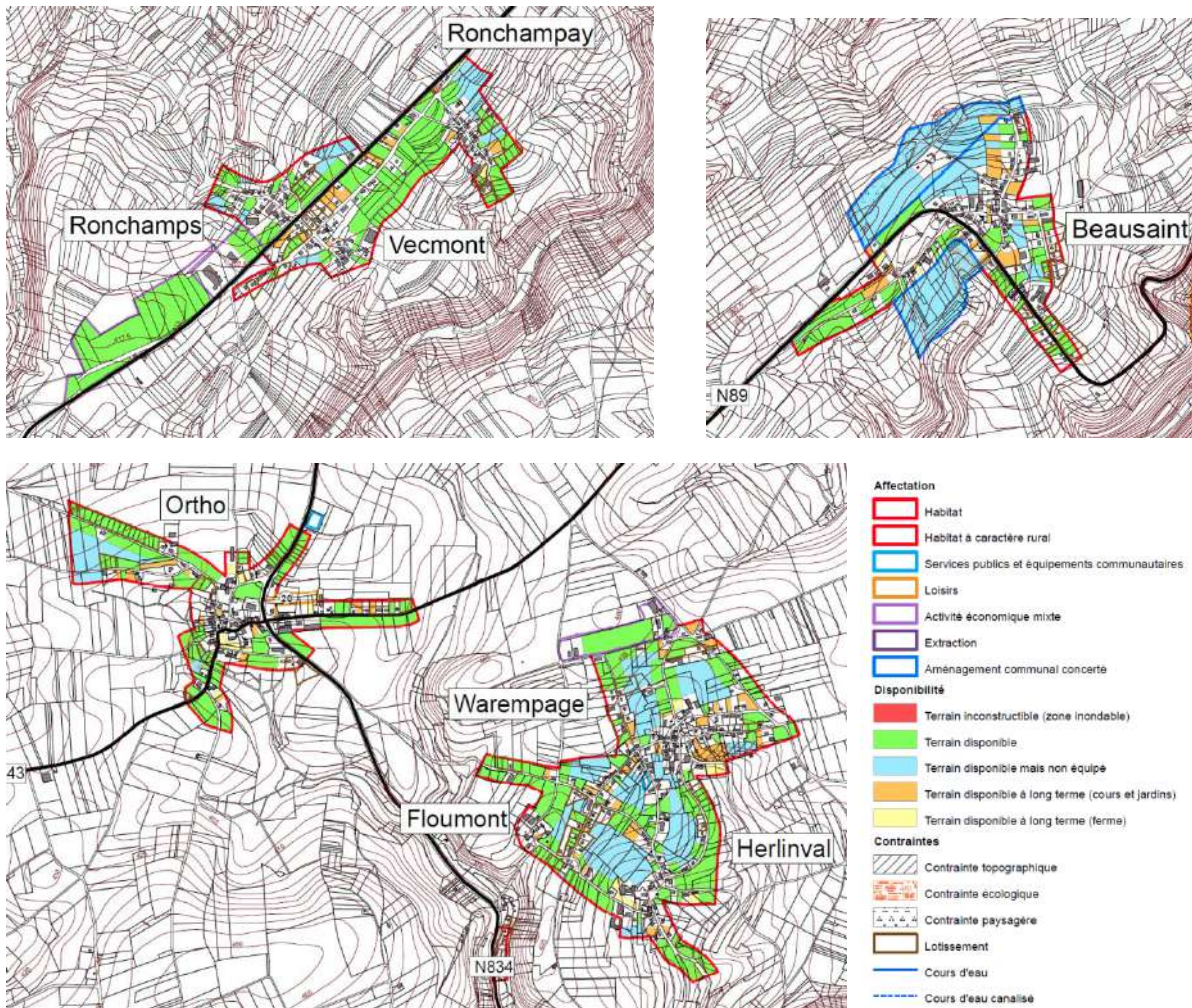 Ronchampay
Ronchamps
Vecmont
Beausaint
N89
Ortho
Warempage
43
Floumont
Herlinval
N834
Affectation
Habitat
Habitat à caractère rural
Services publics et équipements communautaires
Loisirs
Activité économique mixte
Extraction
Aménagement communal concerté
Disponibilité
Terrain inconstructible (zone inondable)
Terrain disponible
Terrain disponible mais non équipé
Terrain disponible à long terme (cours et jardins)
Terrain disponible à long terme (ferme)
Contraintes
Contrainte topographique
Contrainte écologique
Contrainte paysagère
Lotissement
Cours d'eau
Cours d'eau canalisé